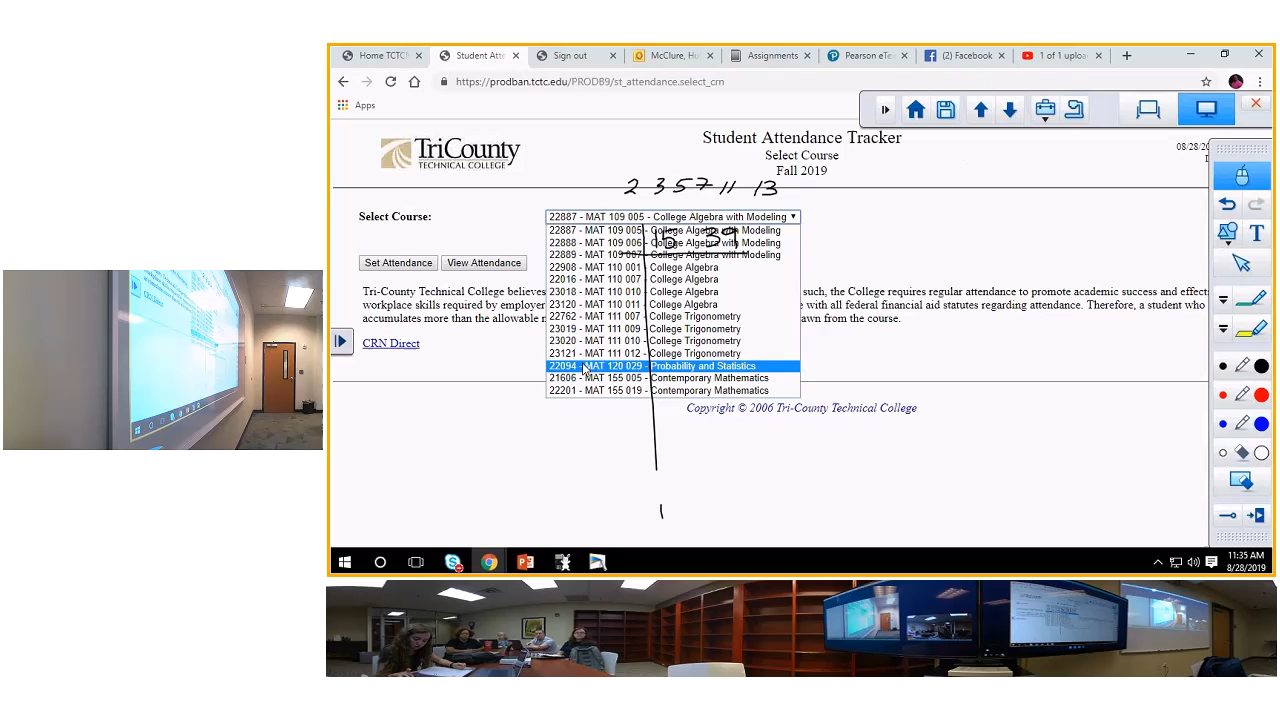 Home TCTC
Student Atte
Sign out
McClure, Hu
Assignments
Pearson eTe
(2) Facebook
1 of 1 uploa
https://prodban.tctc.edu/PRODB9/st_attendance.select_crn
Apps
TRICOUNTY
TECHNICAL COLLEGE
Student Attendance Tracker
Select Course
Fall 2019
08/28/20
2 3 5 7 11 13
Select Course:
22887 - MAT 109 005 - College Algebra with Modeling
22887 - MAT 109 005 - College Algebra with Modeling
22888 - MAT 109 006 - College Algebra with Modeling
15 39
22889 - MAT 109 007 - College Algebra with Modeling
22908 - MAT 110 001 - College Algebra
22016 - MAT 110 007 - College Algebra
23018 - MAT 110 010 - College Algebra
23120 - MAT 110 011 - College Algebra
22762 - MAT 111 007 - College Trigonometry
23019 - MAT 111 009 - College Trigonometry
23020 - MAT 111 010 - College Trigonometry
23121 - MAT 111 012 - College Trigonometry
22094 - MAT 120 029 - Probability and Statistics
21606 - MAT 155 005 - Contemporary Mathematics
22201 - MAT 155 019 - Contemporary Mathematics
Set Attendance
View Attendance
Tri-County Technical College believes such, the College requires regular attendance to promote academic success and effecti
workplace skills required by employer with all federal financial aid statutes regarding attendance. Therefore, a student who
accumulates more than the allowable awn from the course.
CRN Direct
Copyright © 2006 Tri-County Technical College
1
T
11:35 AM
8/28/2019